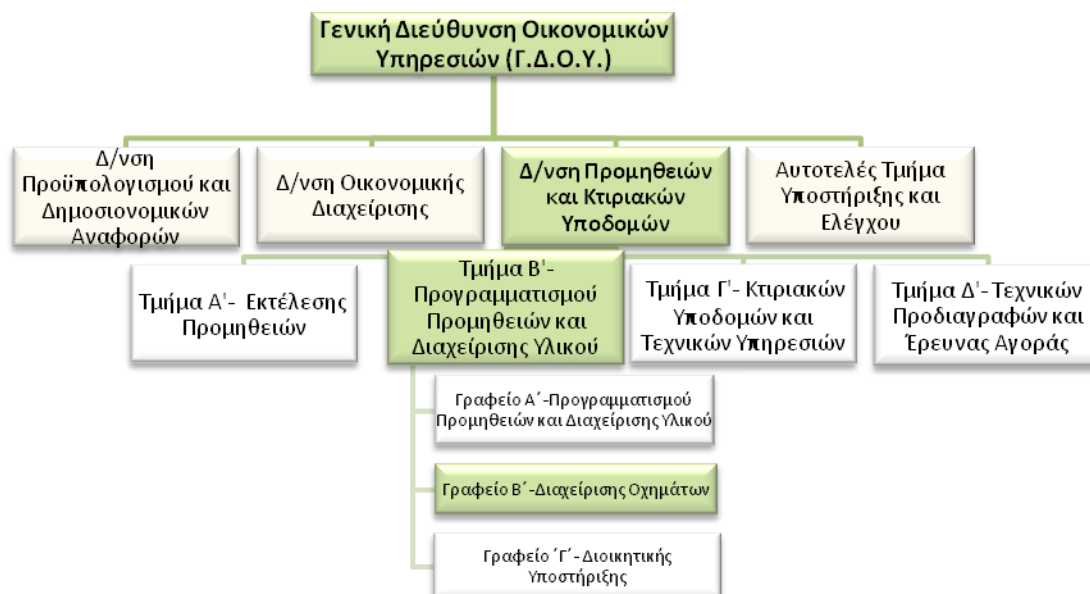 Γενική Διεύθυνση Οικονομικών
Υπηρεσιών (Γ.Δ.Ο.Υ.)
Δ/νση
Προϋπολογισμού και
Δημοσιονομικών
Αναφορών
Δ/νση Οικονομικής
Διαχείρισης
Δ/νση Προμηθειών
και Κτιριακών
Υποδομών
Αυτοτελές Τμήμα
Υποστήριξης και
Ελέγχου
Τμήμα Α'- Εκτέλεσης
Προμηθειών
Τμήμα Β'-
Προγραμματισμού
Προμηθειών και
Διαχείρισης Υλικού
Τμήμα Γ'- Κτιριακών
Υποδομών και
Τεχνικών Υπηρεσιών
Τμήμα Δ'- Τεχνικών
Προδιαγραφών και
Έρευνας Αγοράς
Γραφείο Α΄-Προγραμματισμού
Προμηθειών και Διαχείρισης Υλικού
Γραφείο Β΄-Διαχείρισης Οχημάτων
Γραφείο ΄Γ΄- Διοικητικής
Υποστήριξης